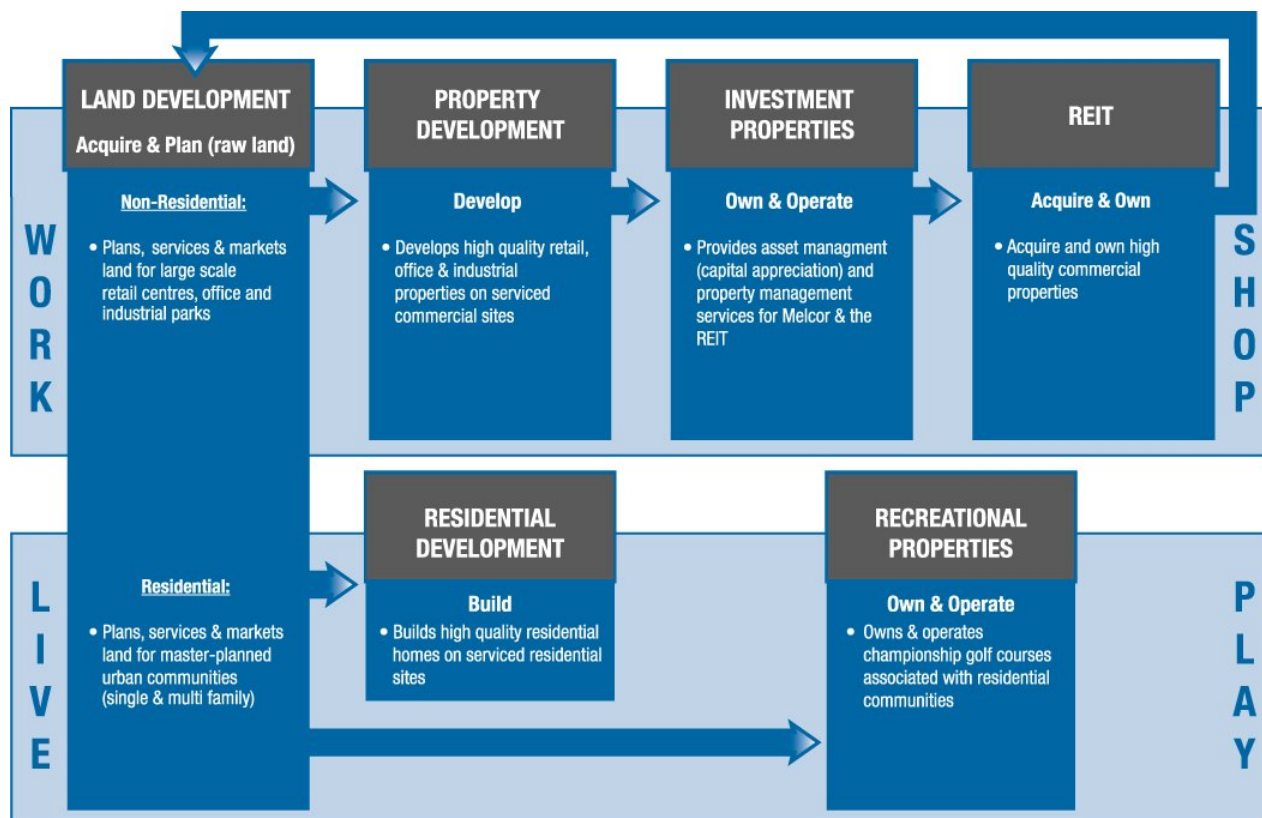 LAND DEVELOPMENT
Acquire & Plan (raw land)
PROPERTY
DEVELOPMENT
INVESTMENT
PROPERTIES
REIT
WORK
Non-Residential:
• Plans, services & markets
land for large scale
retail centres, office and
industrial parks
Develop
• Develops high quality retail,
office & industrial
properties on serviced
commercial sites
Own & Operate
• Provides asset managment
(capital appreciation) and
property management
services for Melcor & the
REIT
Acquire & Own
• Acquire and own high
quality commercial
properties
SHOP
LIVE
Residential:
• Plans, services & markets
land for master-planned
urban communities
(single & multi family)
RESIDENTIAL
DEVELOPMENT
Build
• Builds high quality residential
homes on serviced residential
sites
RECREATIONAL
PROPERTIES
Own & Operate
• Owns & operates
championship golf courses
associated with residential
communities
PLAY